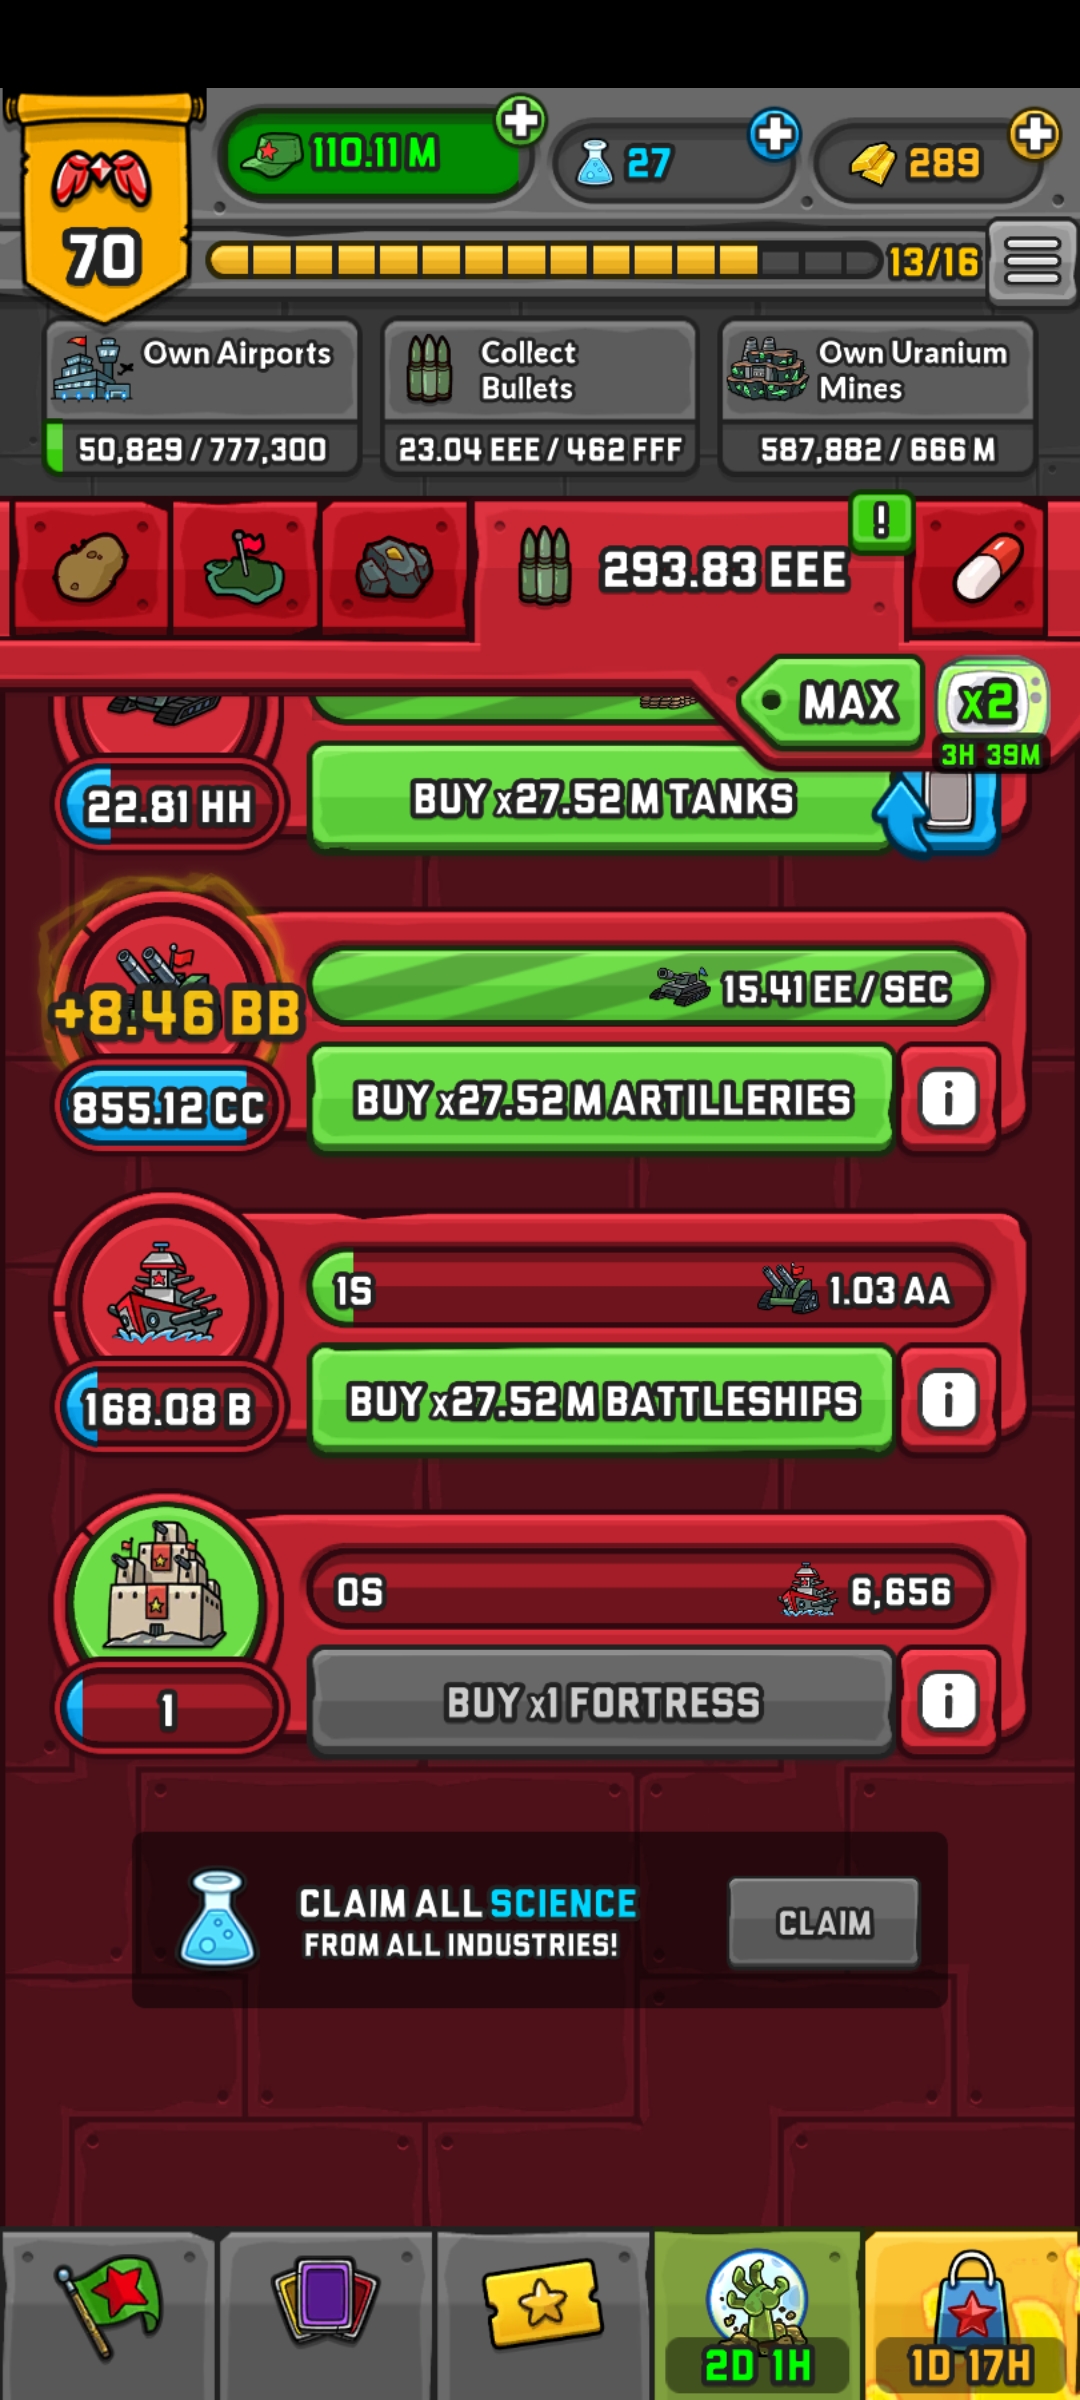 110.11 M
27
289
70
13/16
Own Airports
50,829 / 777,300
Collect
Bullets
23.04 EEE / 462 FFF
Own Uranium
Mines
587,882 / 666 M
293.83 EEE
!
MAX
x2
3H 39M
22.81 HH
BUY x27.52 M TANKS
+8.46 BB
15.41 EE / SEC
855.12 CC
BUY x27.52 M ARTILLERIES
i
1S
1.03 AA
168.08 B
BUY x27.52 M BATTLESHIPS
i
0S
6,656
1
BUY x1 FORTRESS
i
CLAIM ALL SCIENCE
FROM ALL INDUSTRIES!
CLAIM
2D 1H
1D 17H